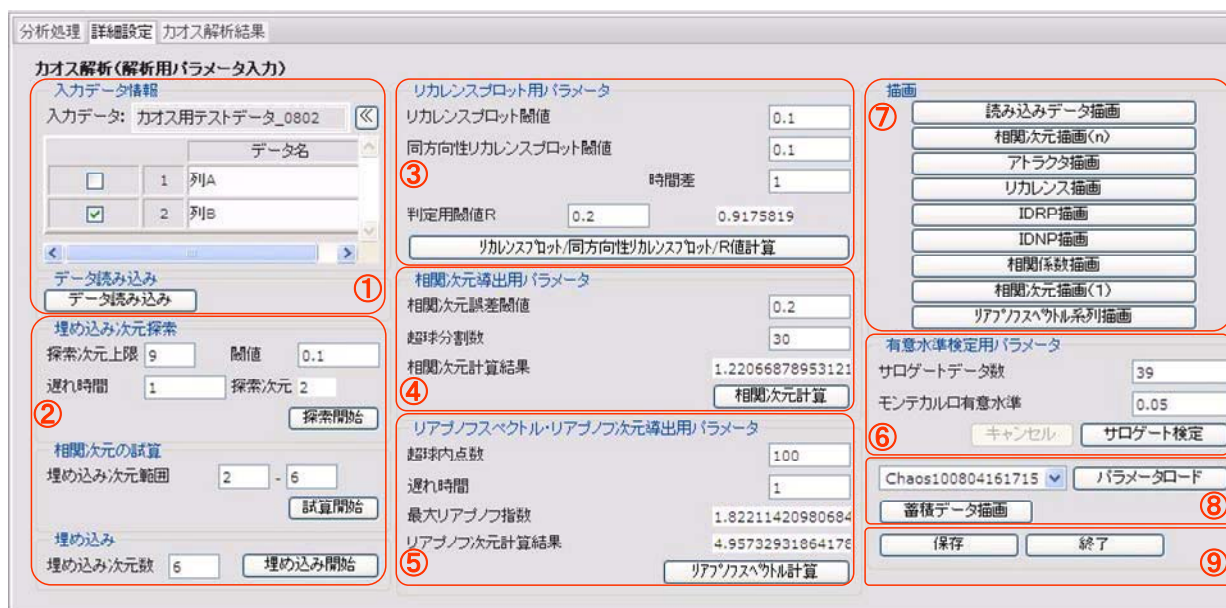 分析処理 詳細設定 カオス解析結果
カオス解析(解析用パラメータ入力)
入力データ情報
入力データ: カオス用テストデータ_0802
データ名
1 列A
2 列B
①
データ読み込み
データ読み込み
埋め込み次元探索
探索次元上限 9 閾値 0.1
遅れ時間 1 探索次元 2
②
探索開始
相関次元の試算
埋め込み次元範囲 2 - 6
試算開始
埋め込み
埋め込み次元数 6 埋め込み開始
リカレンスプロット用パラメータ
リカレンスプロット閾値 0.1
同方向性リカレンスプロット閾値 0.1
③
時間差 1
判定用閾値R 0.2 0.9175819
リカレンスプロット/同方向性リカレンスプロット/R値計算
相関次元導出用パラメータ
相関次元誤差閾値 0.2
超球分割数 30
相関次元計算結果 1.22066878953121
④
相関次元計算
リアプノフスペクトル・リアプノフ次元導出用パラメータ
超球内点数 100
遅れ時間 1
最大リアプノフ指数 1.82211420980684
リアプノフ次元計算結果 4.95732931864178
⑤
リアプノフスペクトル計算
描画
⑦
読み込みデータ描画
相関次元描画(n)
アトラクタ描画
リカレンス描画
IDRP描画
IDNP描画
相関係数描画
相関次元描画(1)
リアプノフスペクトル系列描画
有意水準検定用パラメータ
サロゲートデータ数 39
モンテカルロ有意水準 0.05
⑥
キャンセル サロゲート検定
Chaos100804161715 パラメータロード
蓄積データ描画
⑧
保存 終了
⑨